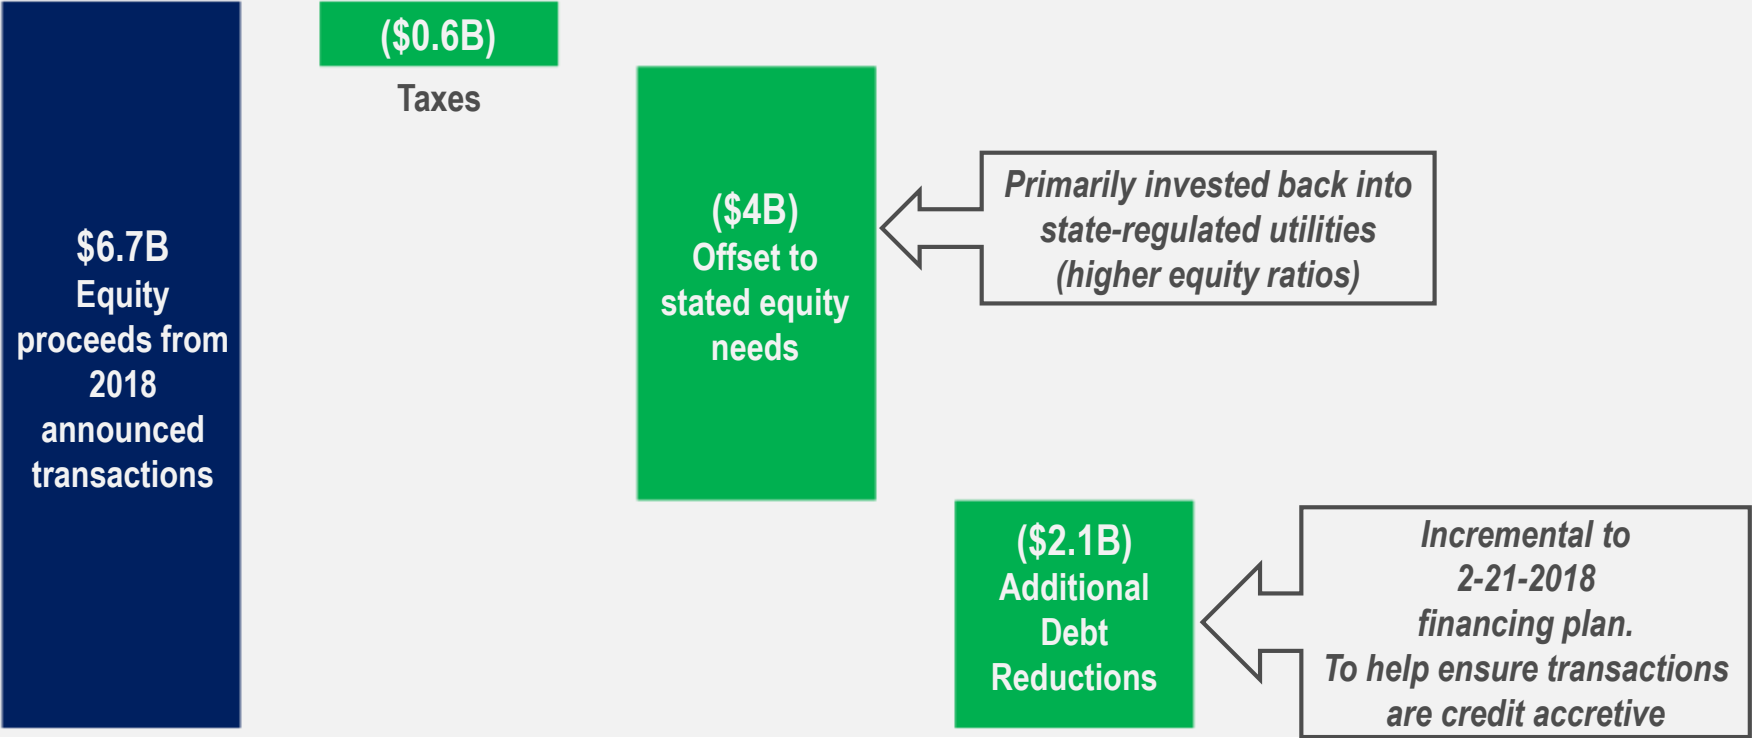 $6.7B
Equity
proceeds from
2018
announced
transactions
($0.6B)
Taxes
($4B)
Offset to
stated equity
needs
Primarily invested back into
state-regulated utilities
(higher equity ratios)
($2.1B)
Additional
Debt
Reductions
Incremental to
2-21-2018
financing plan.
To help ensure transactions
are credit accretive